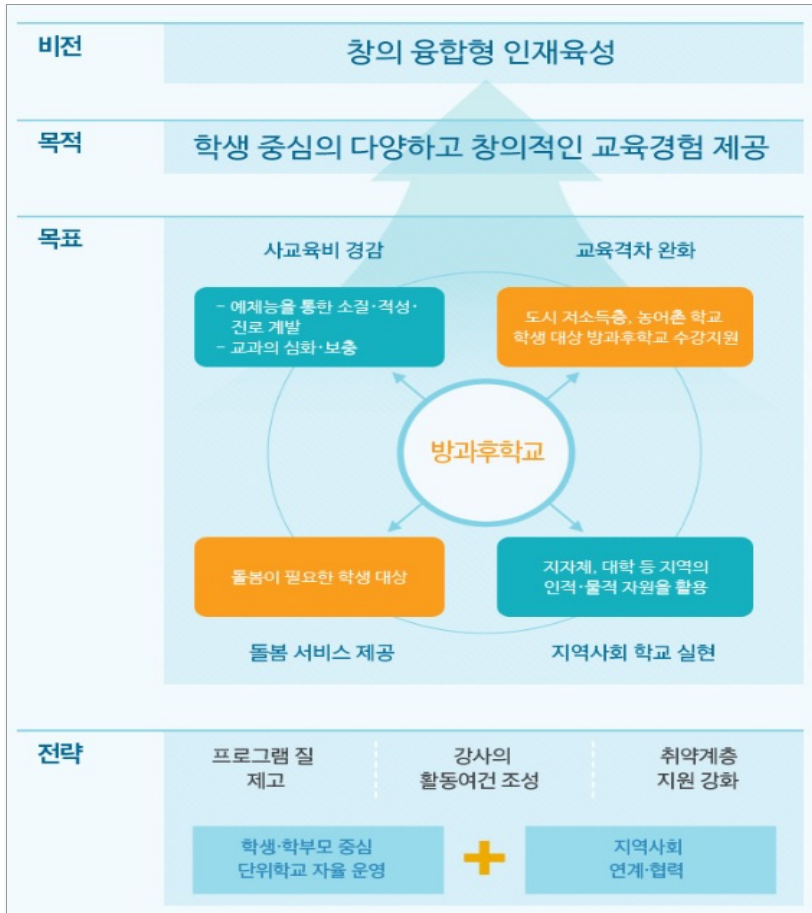 비전
창의 융합형 인재육성
목적
학생 중심의 다양하고 창의적인 교육경험 제공
목표
사교육비 경감
교육격차 완화
- 예체능을 통한 소질·적성·
진로 계발
- 교과의 심화·보충
도시 저소득층, 농어촌 학교
학생 대상 방과후학교 수강지원
방과후학교
돌봄이 필요한 학생 대상
지자체, 대학 등 지역의
인적·물적 자원을 활용
돌봄 서비스 제공
지역사회 학교 실현
전략
프로그램 질
제고
강사의
활동여건 조성
취약계층
지원 강화
학생·학부모 중심
단위학교 자율 운영
+
지역사회
연계·협력